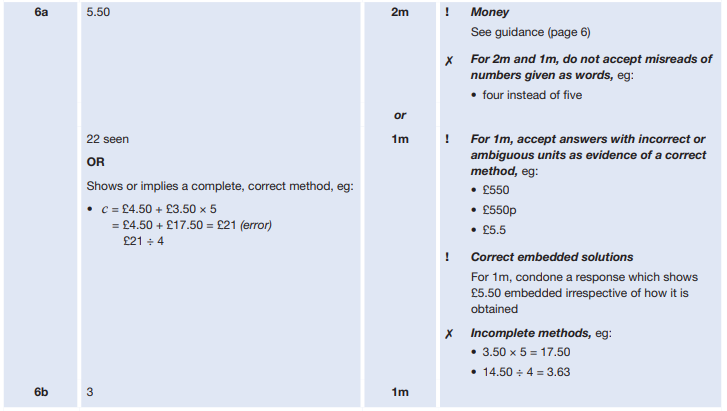 6a
5.50
2m
! Money
See guidance (page 6)
✗ For 2m and 1m, do not accept misreads of
numbers given as words, eg:
• four instead of five
or
22 seen
1m
! For 1m, accept answers with incorrect or
ambiguous units as evidence of a correct
method, eg:
OR
• £550
Shows or implies a complete, correct method, eg:
• £550p
• c = £4.50 + £3.50 × 5
• £5.5
= £4.50 + £17.50 = £21 (error)
£21 ÷ 4
! Correct embedded solutions
For 1m, condone a response which shows
£5.50 embedded irrespective of how it is
obtained
✗ Incomplete methods, eg:
• 3.50 × 5 = 17.50
• 14.50 ÷ 4 = 3.63
6b
3
1m